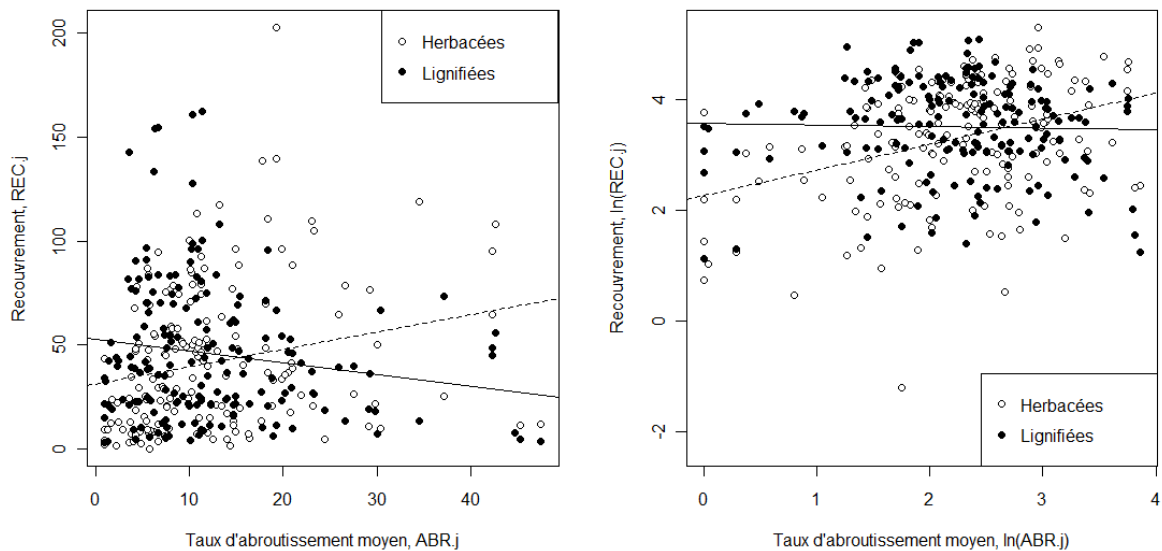 Recouvrement, REC.j
200
150
100
50
0
Herbacées
Lignifiées
0
10
20
30
40
Taux d'abroutissement moyen, ABR.j
Recouvrement, ln(REC.j)
4
2
0
-2
Herbacées
Lignifiées
0
1
2
3
4
Taux d'abroutissement moyen, ln(ABR.j)